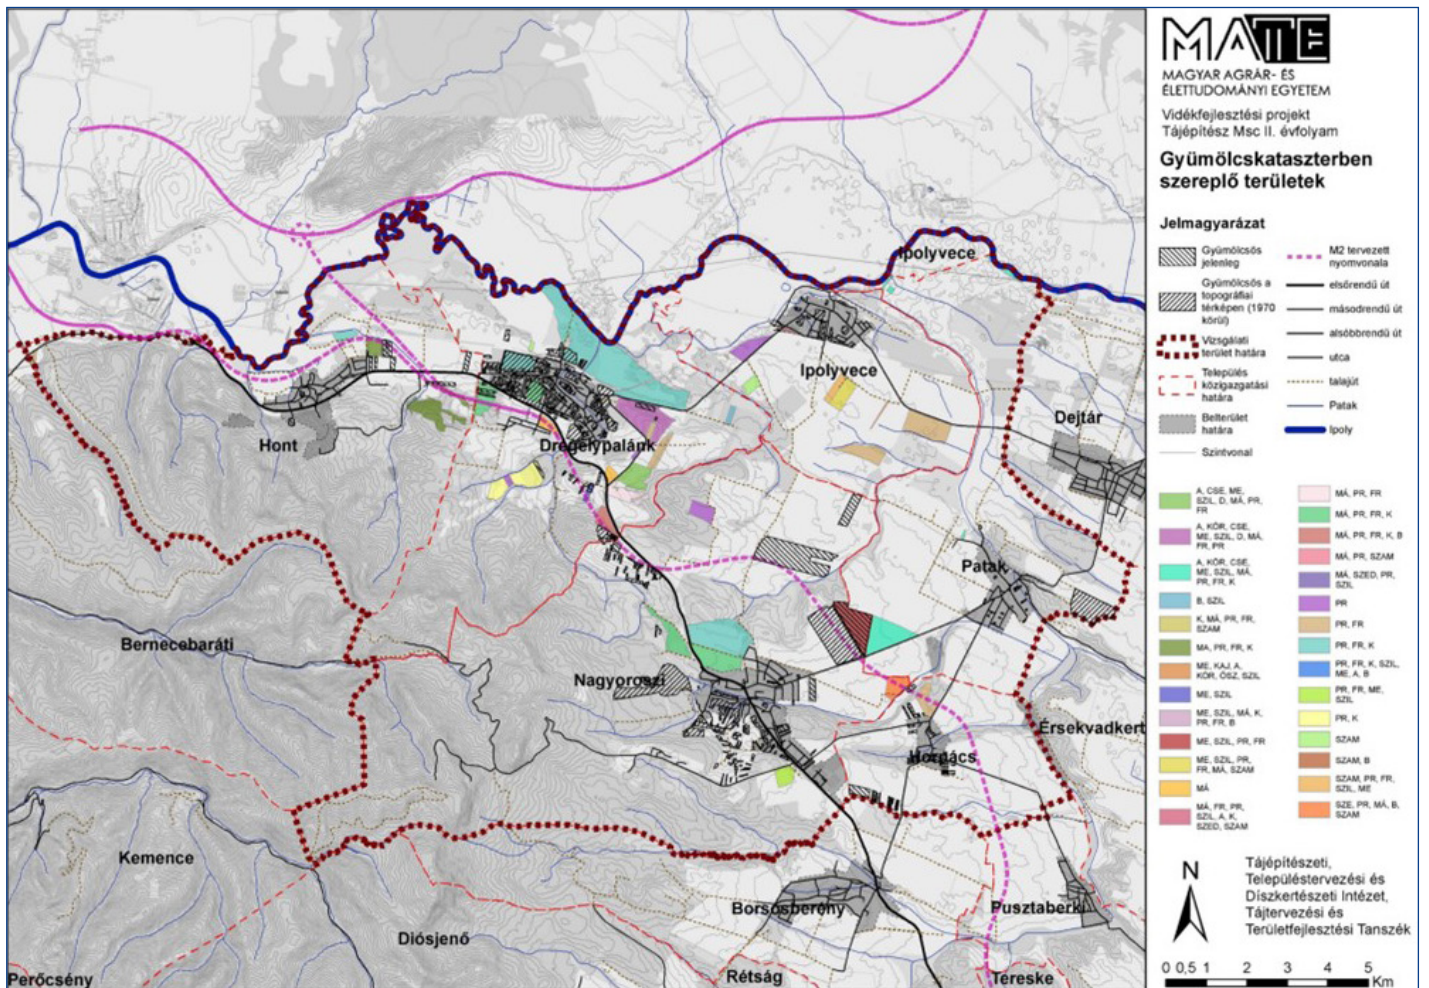 MATE
MAGYAR AGRÁR- ÉS
ÉLETTUDOMÁNYI EGYETEM
Vidékfejlesztési projekt
Tájépítész Msc II. évfolyam
Gyümölcskataszterben
szereplő területek
Jelmagyarázat
Gyümölcsös
jelenleg
Gyümölcsös a
topográfiai
térképen (1970
körül)
Vizsgálati
terület határa
Település
közigazgatási
határa
Belterület
határa
Szintvonal
M2 tervezett
nyomvonala
elsőrendű út
másodrendű út
alsóbbrendű út
utca
talajút
Patak
Ipoly
A, CSE, ME,
SZIL, D, MÁ, PR,
FR
A, KÖR, CSE,
ME, SZIL, D, MÁ,
FR, PR
A, KÖR, CSE,
ME, SZIL, MÁ,
PR, FR, K
B, SZIL
K, MÁ, PR, FR,
SZAM
MA, PR, FR, K
ME, KAJ, A,
KÖR, ŐSZ, SZIL
ME, SZIL
ME, SZIL, MÁ, K,
PR, FR, B
ME, SZIL, PR, FR
ME, SZIL, PR,
FR, MÁ, SZAM
MÁ
MÁ, FR, PR,
SZIL, A, K,
SZED, SZAM
MÁ, PR, FR
MÁ, PR, FR, K
MÁ, PR, FR, K, B
MÁ, PR, SZAM
MÁ, SZED, PR,
SZIL
PR
PR, FR
PR, FR, K
PR, FR, K, SZIL,
ME, A, B
PR, FR, ME,
SZIL
PR, K
SZAM
SZAM, B
SZAM, PR, FR,
SZIL, ME
SZE, PR, MÁ, B,
SZAM
N
Tájépítészeti,
Településtervezési és
Díszkertészeti Intézet,
Tájtervezési és
Területfejlesztési Tanszék
0 0,5 1 2 3 4 5
Km
Ipolyvece
Ipolyvece
Dejtár
Hont
Drégelypalánk
Patak
Bernecebaráti
Nagyoroszi
Érsekvadkert
Horpács
Kemence
Borsosberény
Pusztaberki
Diósjenő
Perőcsény
Rétság
Tereske